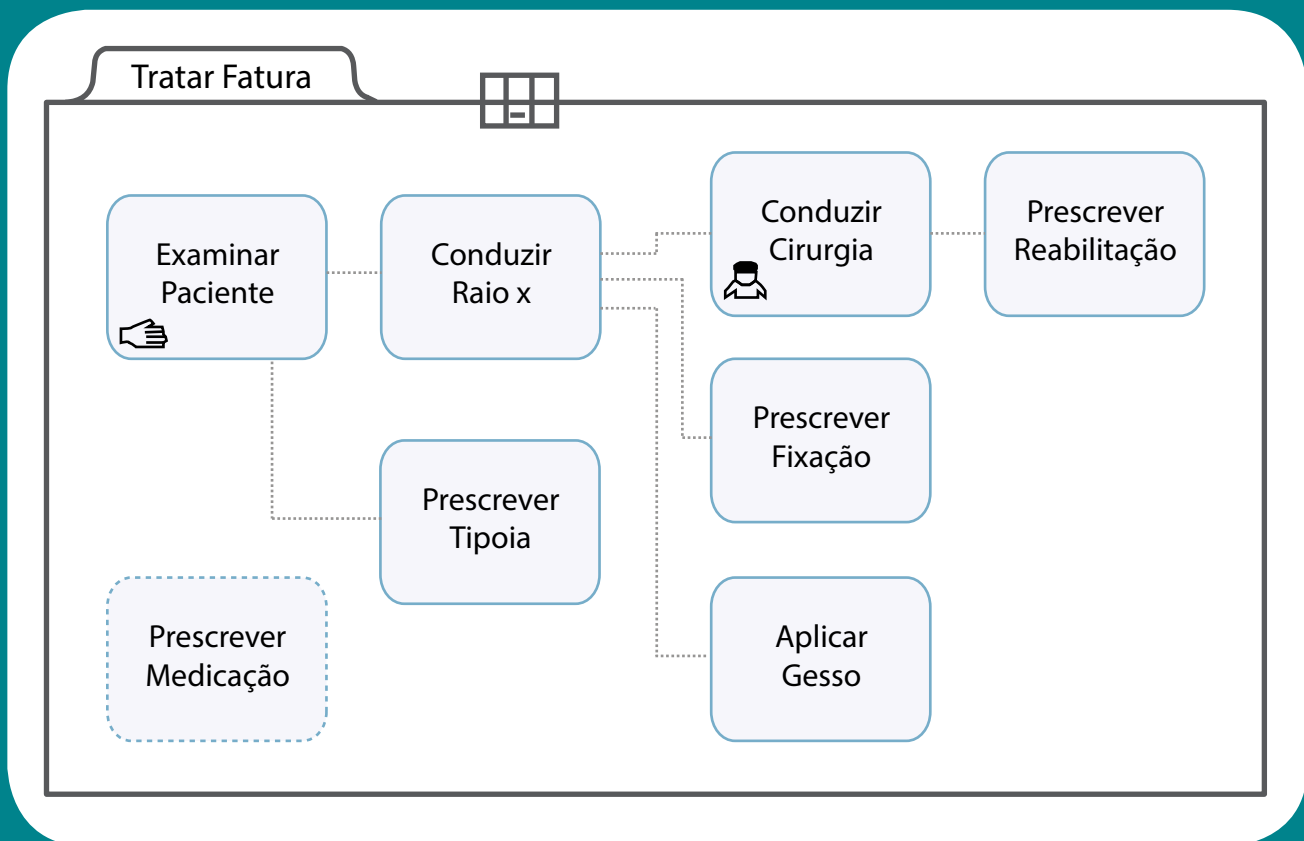 Tratar Fatura
Examinar
Paciente
Conduzir
Raio x
Conduzir
Cirurgia
Prescrever
Reabilitação
Prescrever
Fixação
Prescrever
Tipoia
Prescrever
Medicação
Aplicar
Gesso